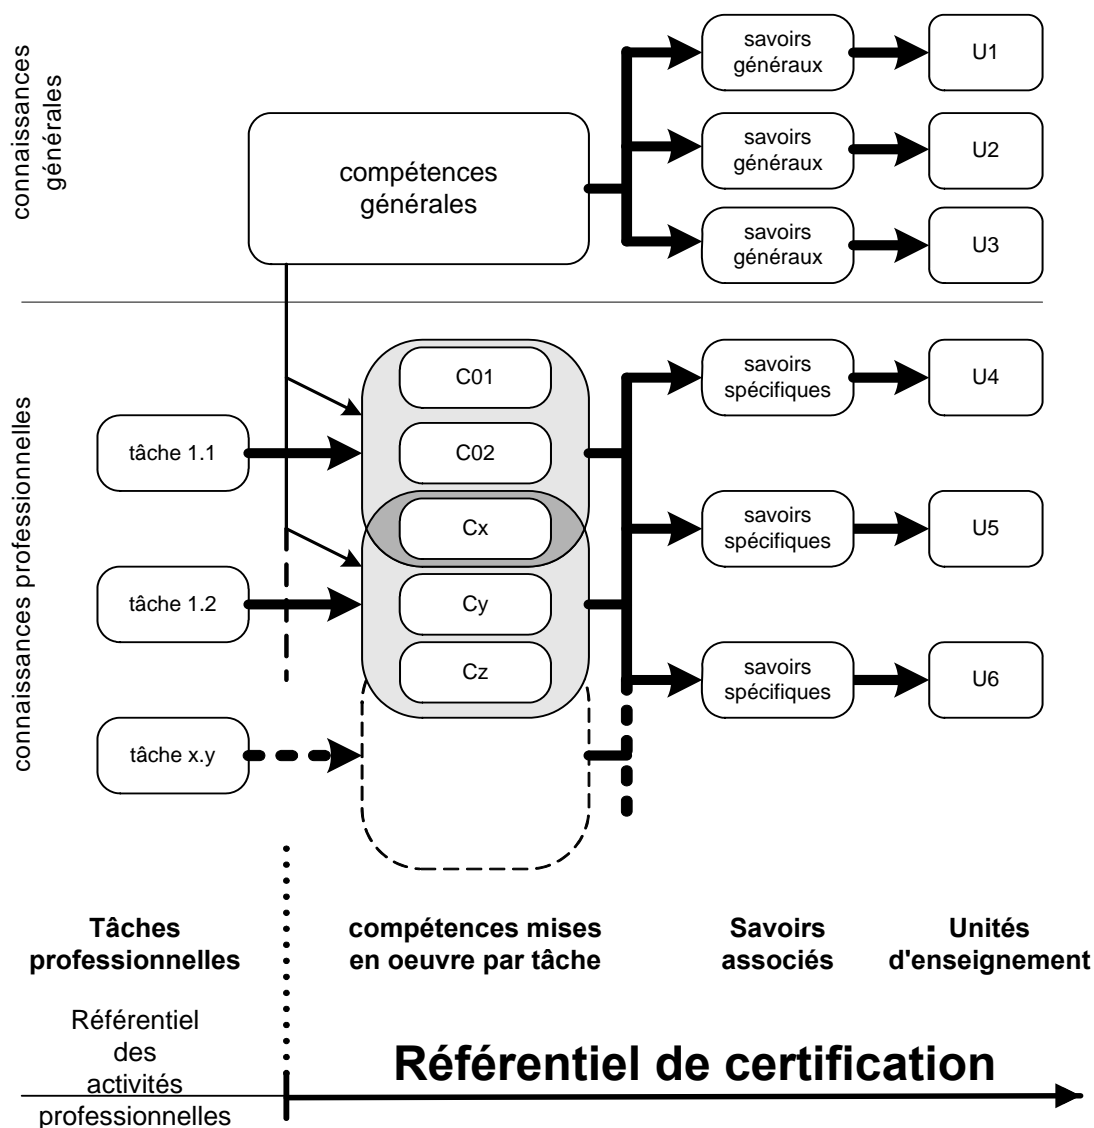 connaissances
générales
compétences
générales
savoirs
généraux
U1
savoirs
généraux
U2
savoirs
généraux
U3
connaissances professionnelles
tâche 1.1
tâche 1.2
tâche x.y
C01
C02
Cx
Cy
Cz
savoirs
spécifiques
U4
savoirs
spécifiques
U5
savoirs
spécifiques
U6
Tâches
professionnelles
compétences mises
en oeuvre par tâche
Savoirs
associés
Unités
d'enseignement
Référentiel
des
activités
professionnelles
Référentiel de certification